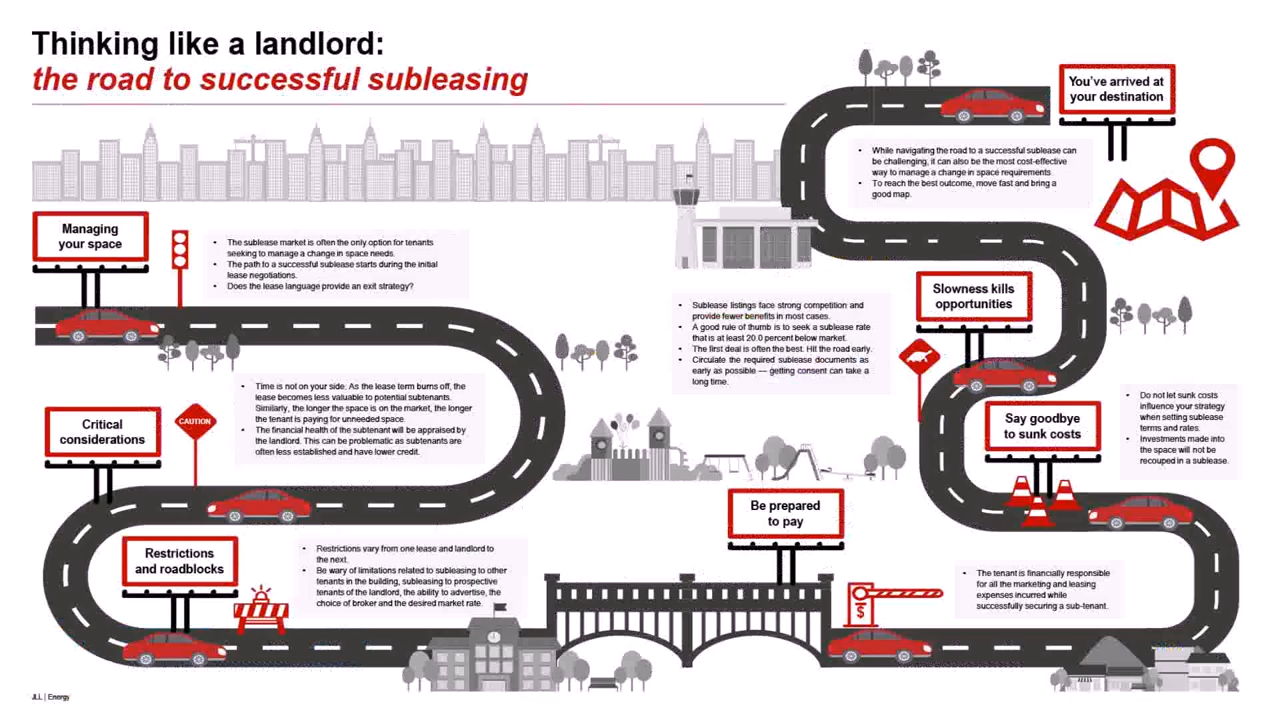 Thinking like a landlord:
the road to successful subleasing
Managing
your space
• The sublease market is often the only option for tenants
seeking to manage a change in space needs.
• The path to a successful sublease starts during the initial
lease negotiations.
• Does the lease language provide an exit strategy?
Critical
considerations
CAUTION
• Time is not on your side. As the lease term burns off, the
lease becomes less valuable to potential subtenants.
Similarly, the longer the space is on the market, the longer
the tenant is paying for unneeded space.
• The financial health of the subtenant will be appraised by
the landlord. This can be problematic as subtenants are
often less established and have lower credit.
Restrictions
and roadblocks
• Restrictions vary from one lease and landlord to
the next.
• Be wary of limitations related to subleasing to other
tenants in the building, subleasing to prospective
tenants of the landlord, the ability to advertise, the
choice of broker and the desired market rate.
Be prepared
to pay
$
• The tenant is financially responsible
for all the marketing and leasing
expenses incurred while
successfully securing a sub-tenant.
Say goodbye
to sunk costs
• Do not let sunk costs
influence your strategy
when setting sublease
terms and rates.
• Investments made into
the space will not be
recouped in a sublease.
Slowness kills
opportunities
• Sublease listings face strong competition and
provide fewer benefits in most cases.
• A good rule of thumb is to seek a sublease rate
that is at least 20.0 percent below market.
• The first deal is often the best. Hit the road early.
• Circulate the required sublease documents as
early as possible — getting consent can take a
long time.
You've arrived at
your destination
• While navigating the road to a successful sublease can
be challenging, it can also be the most cost-effective
way to manage a change in space requirements.
• To reach the best outcome, move fast and bring a
good map.
JLL | Energy